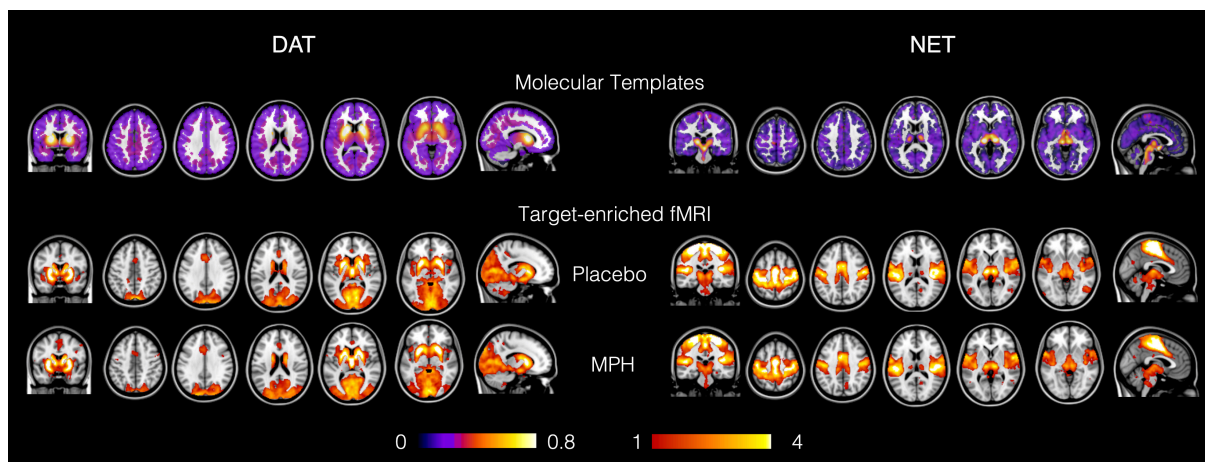 DAT
NET
Molecular Templates
Target-enriched fMRI
Placebo
MPH
0
0.8
1
4